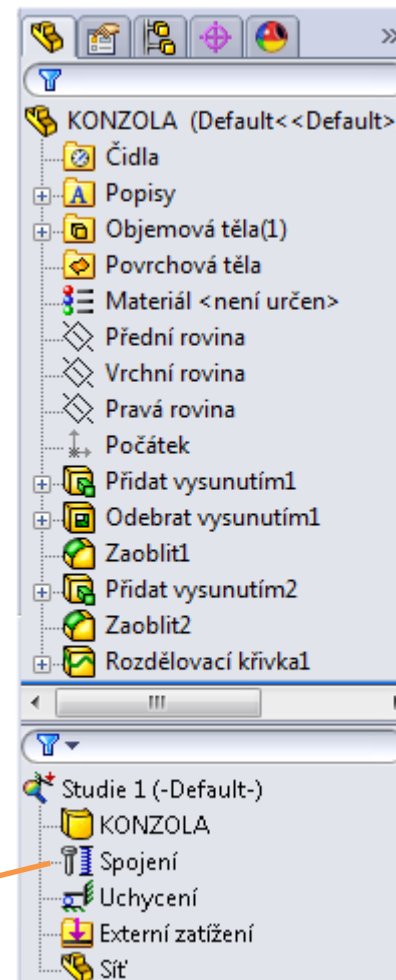 KONZOLA (Default<<Default>
Čidla
Popisy
Objemová těla(1)
Povrchová těla
Materiál <není určen>
Přední rovina
Vrchní rovina
Pravá rovina
Počátek
Přidat vysunutím1
Odebrat vysunutím1
Zaoblit1
Přidat vysunutím2
Zaoblit2
Rozdělovací křivka1
Studie 1 (-Default-)
KONZOLA
Spojení
Uchycení
Externí zatížení
Síť